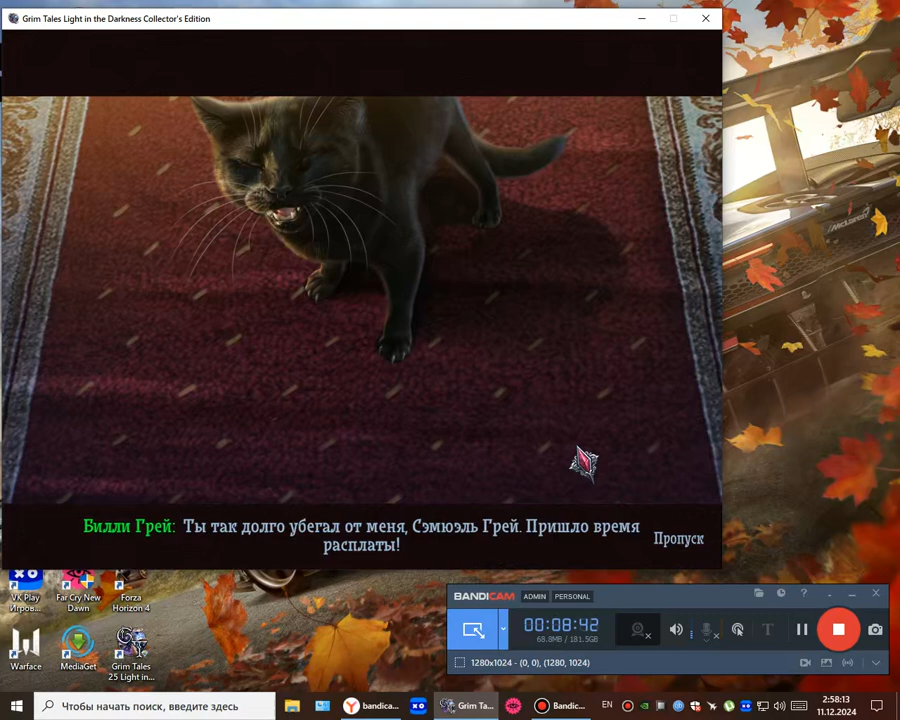 Grim Tales Light in the Darkness Collector's Edition
Билли Грей: Ты так долго убегал от меня, Сэмюэль Грей. Пришло время
расплаты!
Пропуск
McLaren
VK Play
Игров...
Far Cry New
Dawn
Forza
Horizon 4
Warface
MediaGet
Grim Tales
25 Light in...
BANDICAM
ADMIN
PERSONAL
00:08:42
68.8MB / 181.5GB
1280x1024 - (0, 0), (1280, 1024)
Чтобы начать поиск, введите здесь
bandica...
Grim Ta...
Bandic...
EN
2:58:13
11.12.2024